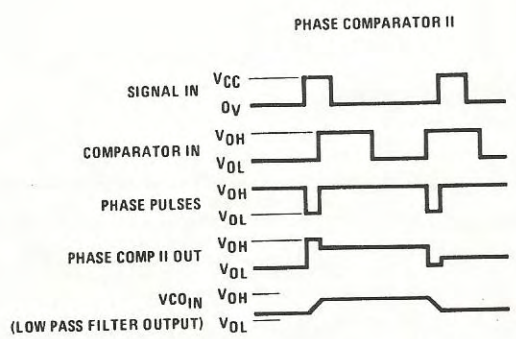 PHASE COMPARATOR II
SIGNAL IN
VCC
0V
COMPARATOR IN
VOH
VOL
PHASE PULSES
VOH
VOL
PHASE COMP II OUT
VOH
VOL
VCOIN
(LOW PASS FILTER OUTPUT)
VOH
VOL